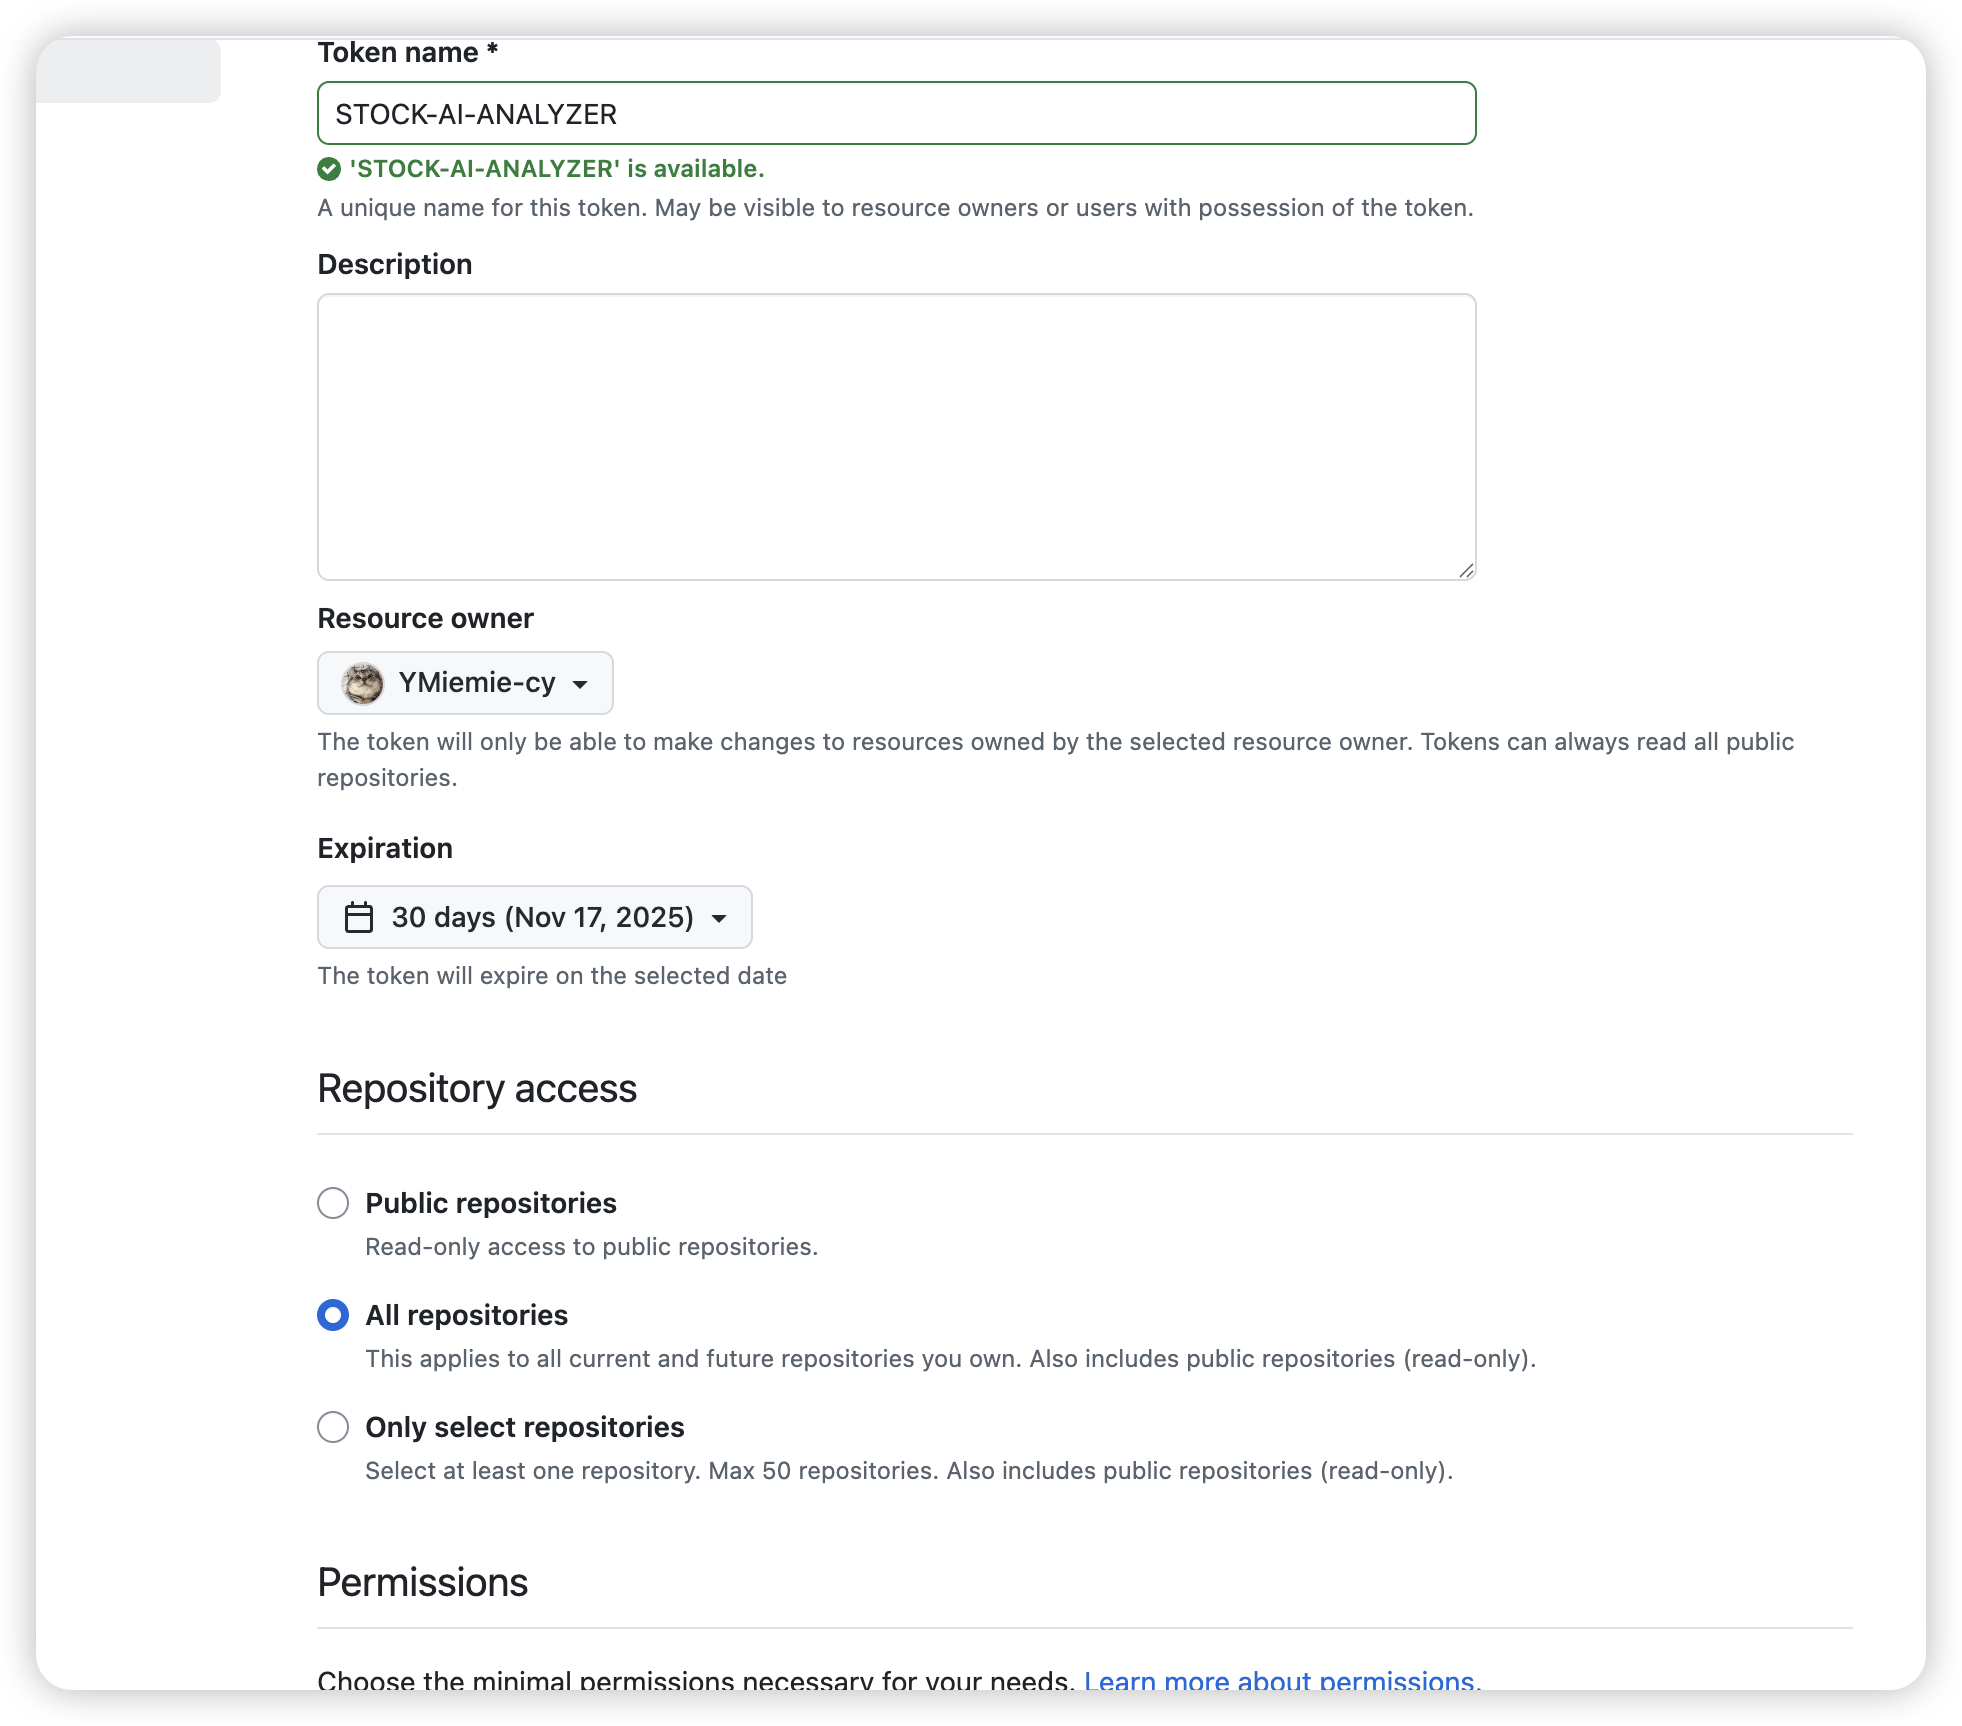 Token name *
STOCK-AI-ANALYZER
'STOCK-AI-ANALYZER' is available.
A unique name for this token. May be visible to resource owners or users with possession of the token.
Description
Resource owner
YMiemie-cy
The token will only be able to make changes to resources owned by the selected resource owner. Tokens can always read all public
repositories.
Expiration
30 days (Nov 17, 2025)
The token will expire on the selected date
Repository access
Public repositories
Read-only access to public repositories.
All repositories
This applies to all current and future repositories you own. Also includes public repositories (read-only).
Only select repositories
Select at least one repository. Max 50 repositories. Also includes public repositories (read-only).
Permissions
Choose the minimal permissions necessary for your needs. Learn more about permissions.